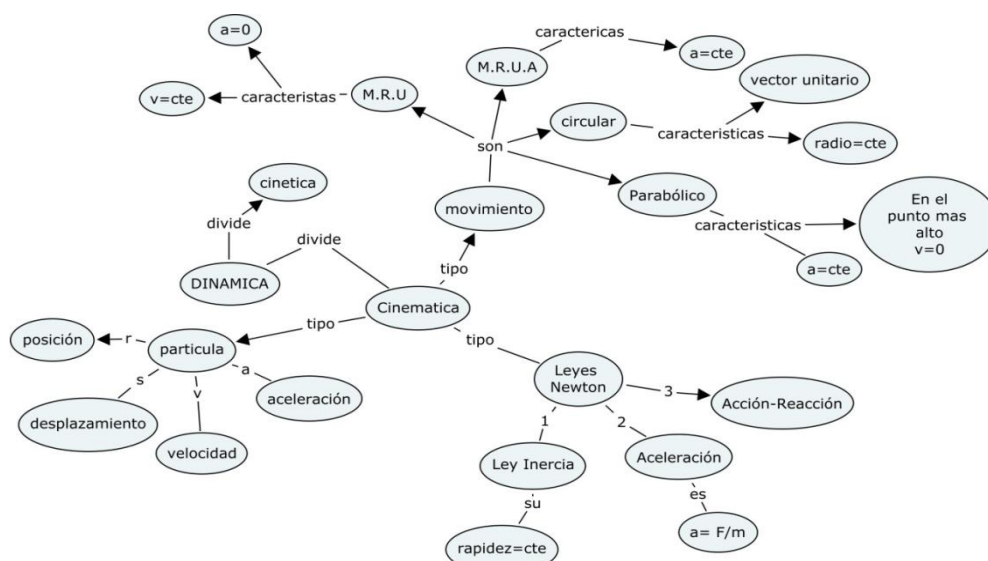 a=0
v=cte
caracteristas
M.R.U
M.R.U.A
caractericas
a=cte
vector unitario
circular
caracteristicas
radio=cte
son
Parabólico
caracteristicas
En el
punto mas
alto
v=0
a=cte
movimiento
cinetica
divide
DINAMICA
divide
tipo
Cinematica
tipo
particula
r
posición
s
desplazamiento
v
velocidad
a
aceleración
tipo
Leyes
Newton
3
Acción-Reacción
1
Ley Inercia
su
rapidez=cte
2
Aceleración
es
a= F/m